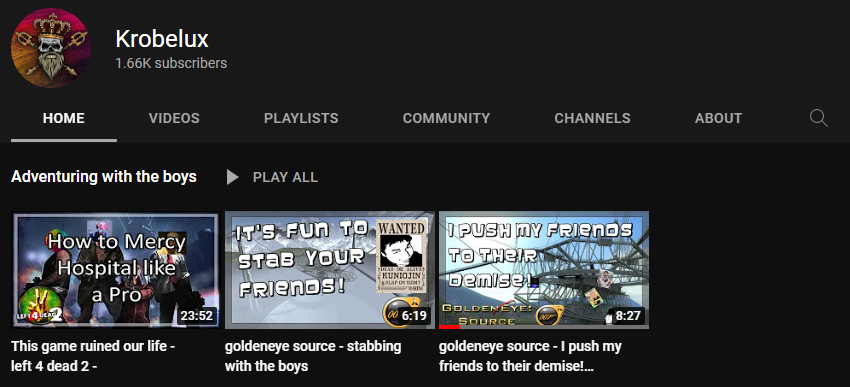 Krobelux
1.66K subscribers
HOME VIDEOS PLAYLISTS COMMUNITY CHANNELS ABOUT
Adventuring with the boys PLAY ALL
How to Mercy
Hospital like
a Pro
LEFT 4 DEAD 2
23:52
IT'S FUN TO
STAB YOUR
FRIENDS!
WANTED
DEAD OR ALIVE
KUNIOJIN
6:19
I PUSH MY FRIENDS
TO THEIR
DEMISE!
GOLDENEYE:
SOURCE
007
8:27
This game ruined our life -
left 4 dead 2 -
goldeneye source - stabbing
with the boys
goldeneye source - I push my
friends to their demise!...